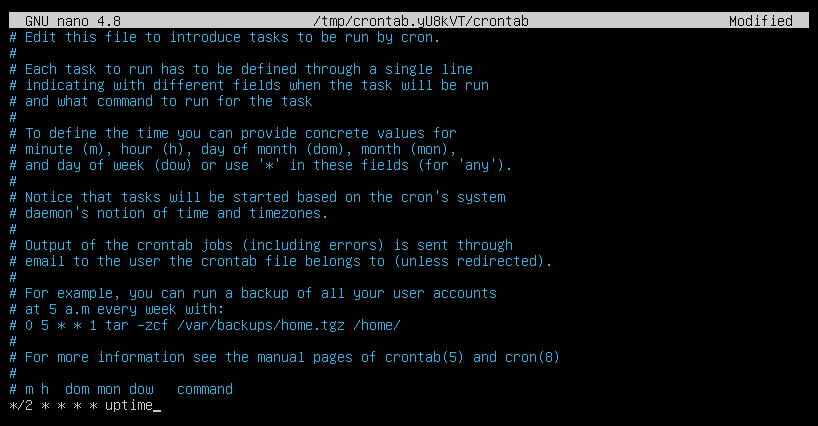 GNU nano 4.8 /tmp/crontab.yU8kVT/crontab Modified
# Edit this file to introduce tasks to be run by cron.
#
# Each task to run has to be defined through a single line
# indicating with different fields when the task will be run
# and what command to run for the task
#
# To define the time you can provide concrete values for
# minute (m), hour (h), day of month (dom), month (mon),
# and day of week (dow) or use '*' in these fields (for 'any').
#
# Notice that tasks will be started based on the cron's system
# daemon's notion of time and timezones.
#
# Output of the crontab jobs (including errors) is sent through
# email to the user the crontab file belongs to (unless redirected).
#
# For example, you can run a backup of all your user accounts
# at 5 a.m every week with:
# 0 5 * * 1 tar -zcf /var/backups/home.tgz /home/
#
# For more information see the manual pages of crontab(5) and cron(8)
#
# m h  dom mon dow   command
*/2 * * * * uptime_